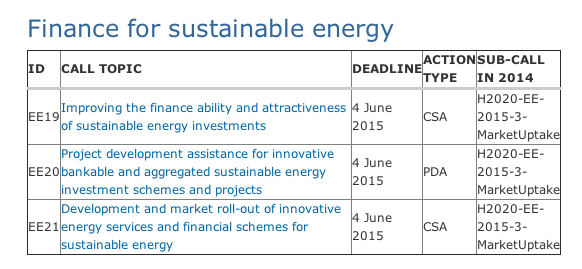 Finance for sustainable energy
ID CALL TOPIC DEADLINE ACTION TYPE SUB-CALL IN 2014
EE19 Improving the finance ability and attractiveness of sustainable energy investments 4 June 2015 CSA H2020-EE-2015-3-MarketUptake
EE20 Project development assistance for innovative bankable and aggregated sustainable energy investment schemes and projects 4 June 2015 PDA H2020-EE-2015-3-MarketUptake
EE21 Development and market roll-out of innovative energy services and financial schemes for sustainable energy 4 June 2015 CSA H2020-EE-2015-3-MarketUptake